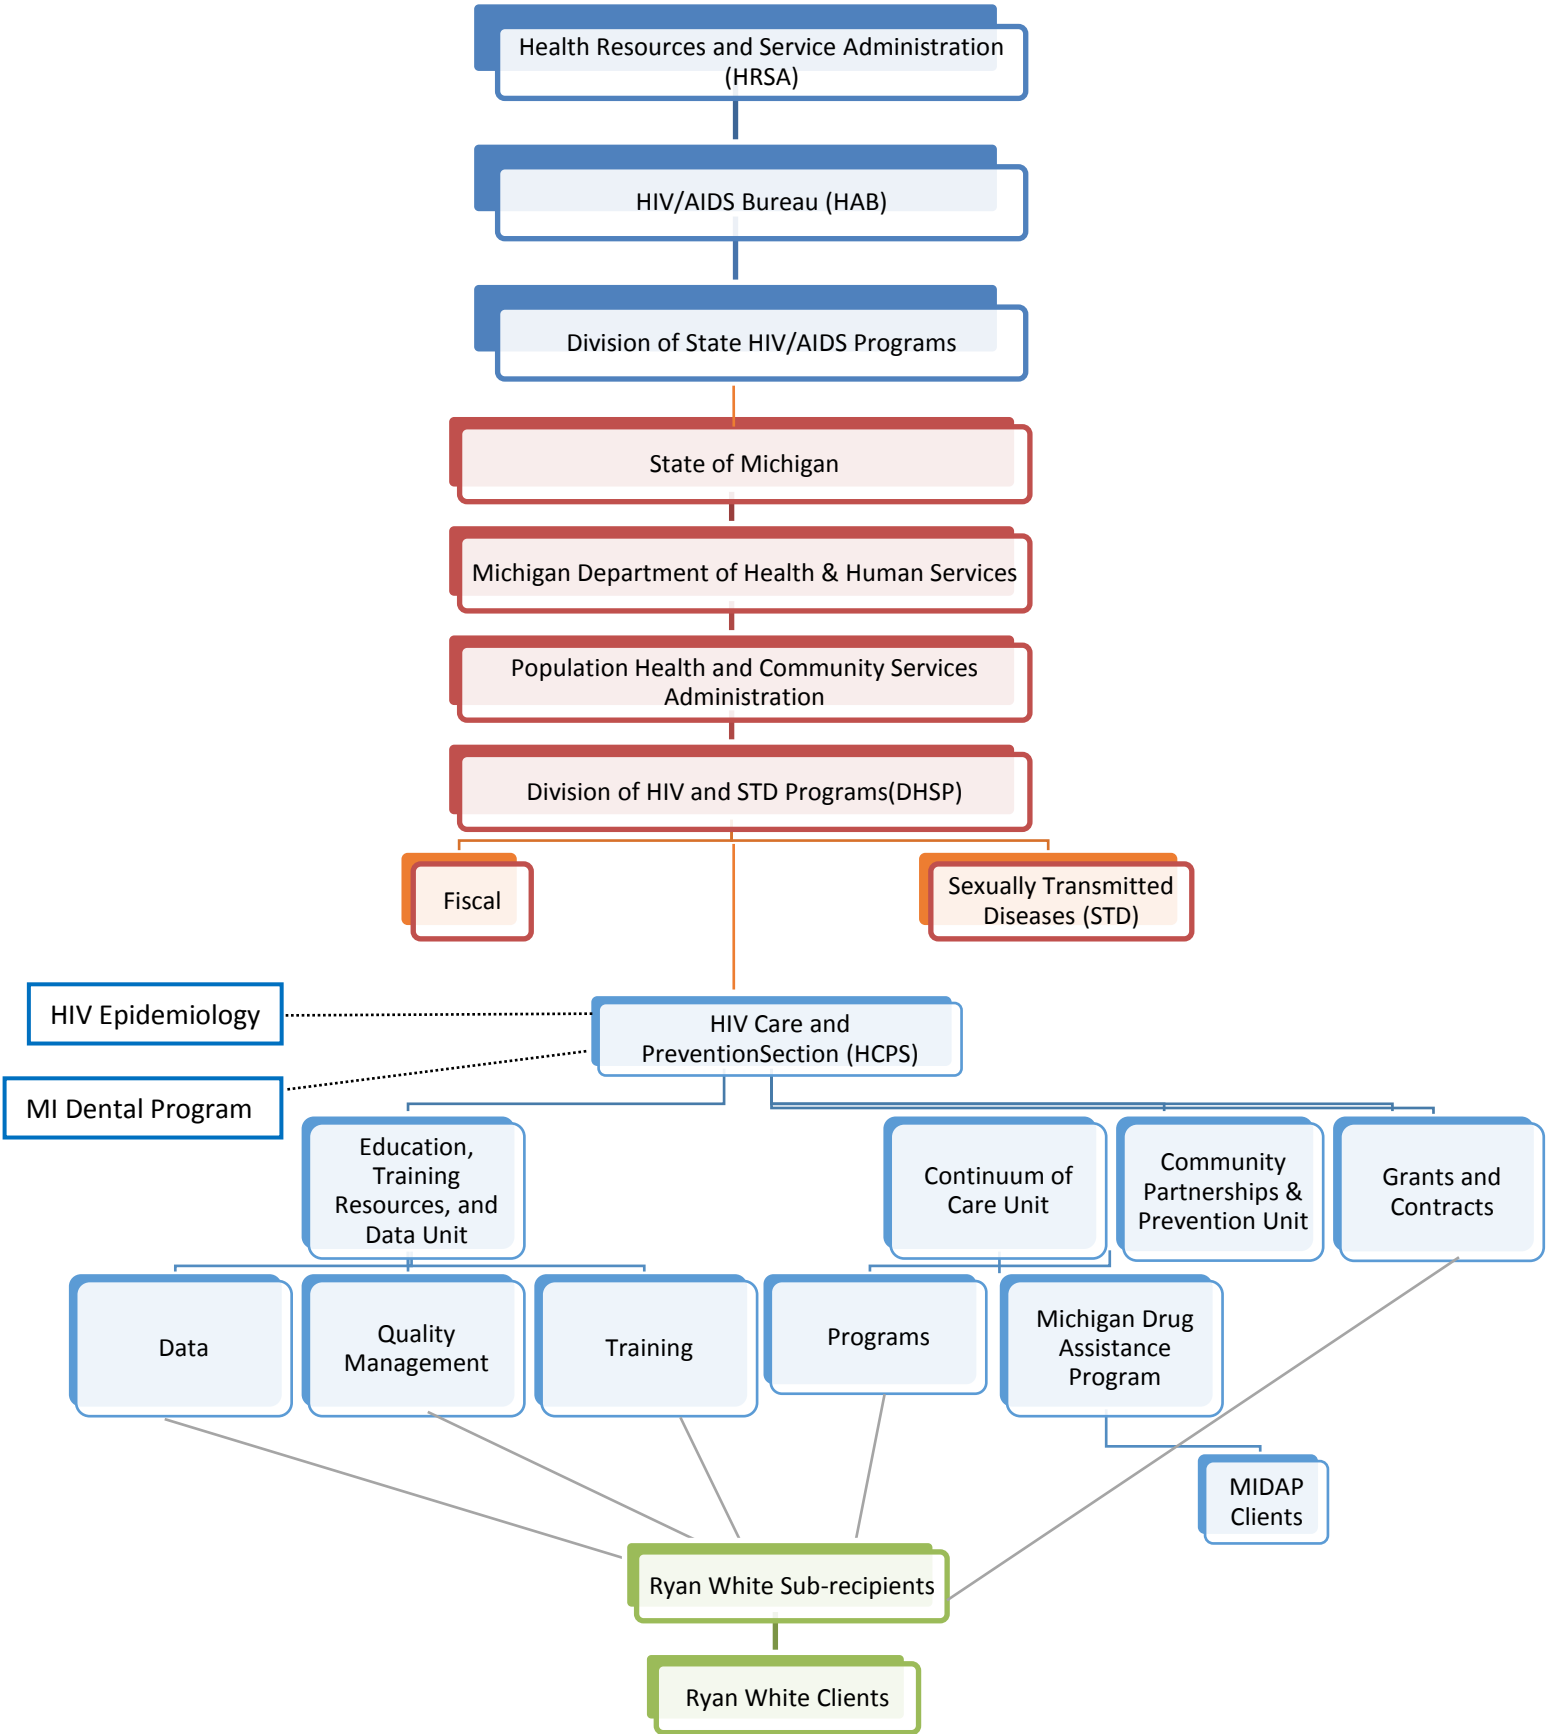 Health Resources and Service Administration
(HRSA)
HIV/AIDS Bureau (HAB)
Division of State HIV/AIDS Programs
State of Michigan
Michigan Department of Health & Human Services
Population Health and Community Services
Administration
Division of HIV and STD Programs(DHSP)
Fiscal
Sexually Transmitted
Diseases (STD)
HIV Epidemiology
HIV Care and
PreventionSection (HCPS)
MI Dental Program
Education,
Training
Resources, and
Data Unit
Continuum of
Care Unit
Community
Partnerships &
Prevention Unit
Grants and
Contracts
Data
Quality
Management
Training
Programs
Michigan Drug
Assistance
Program
MIDAP
Clients
Ryan White Sub-recipients
Ryan White Clients